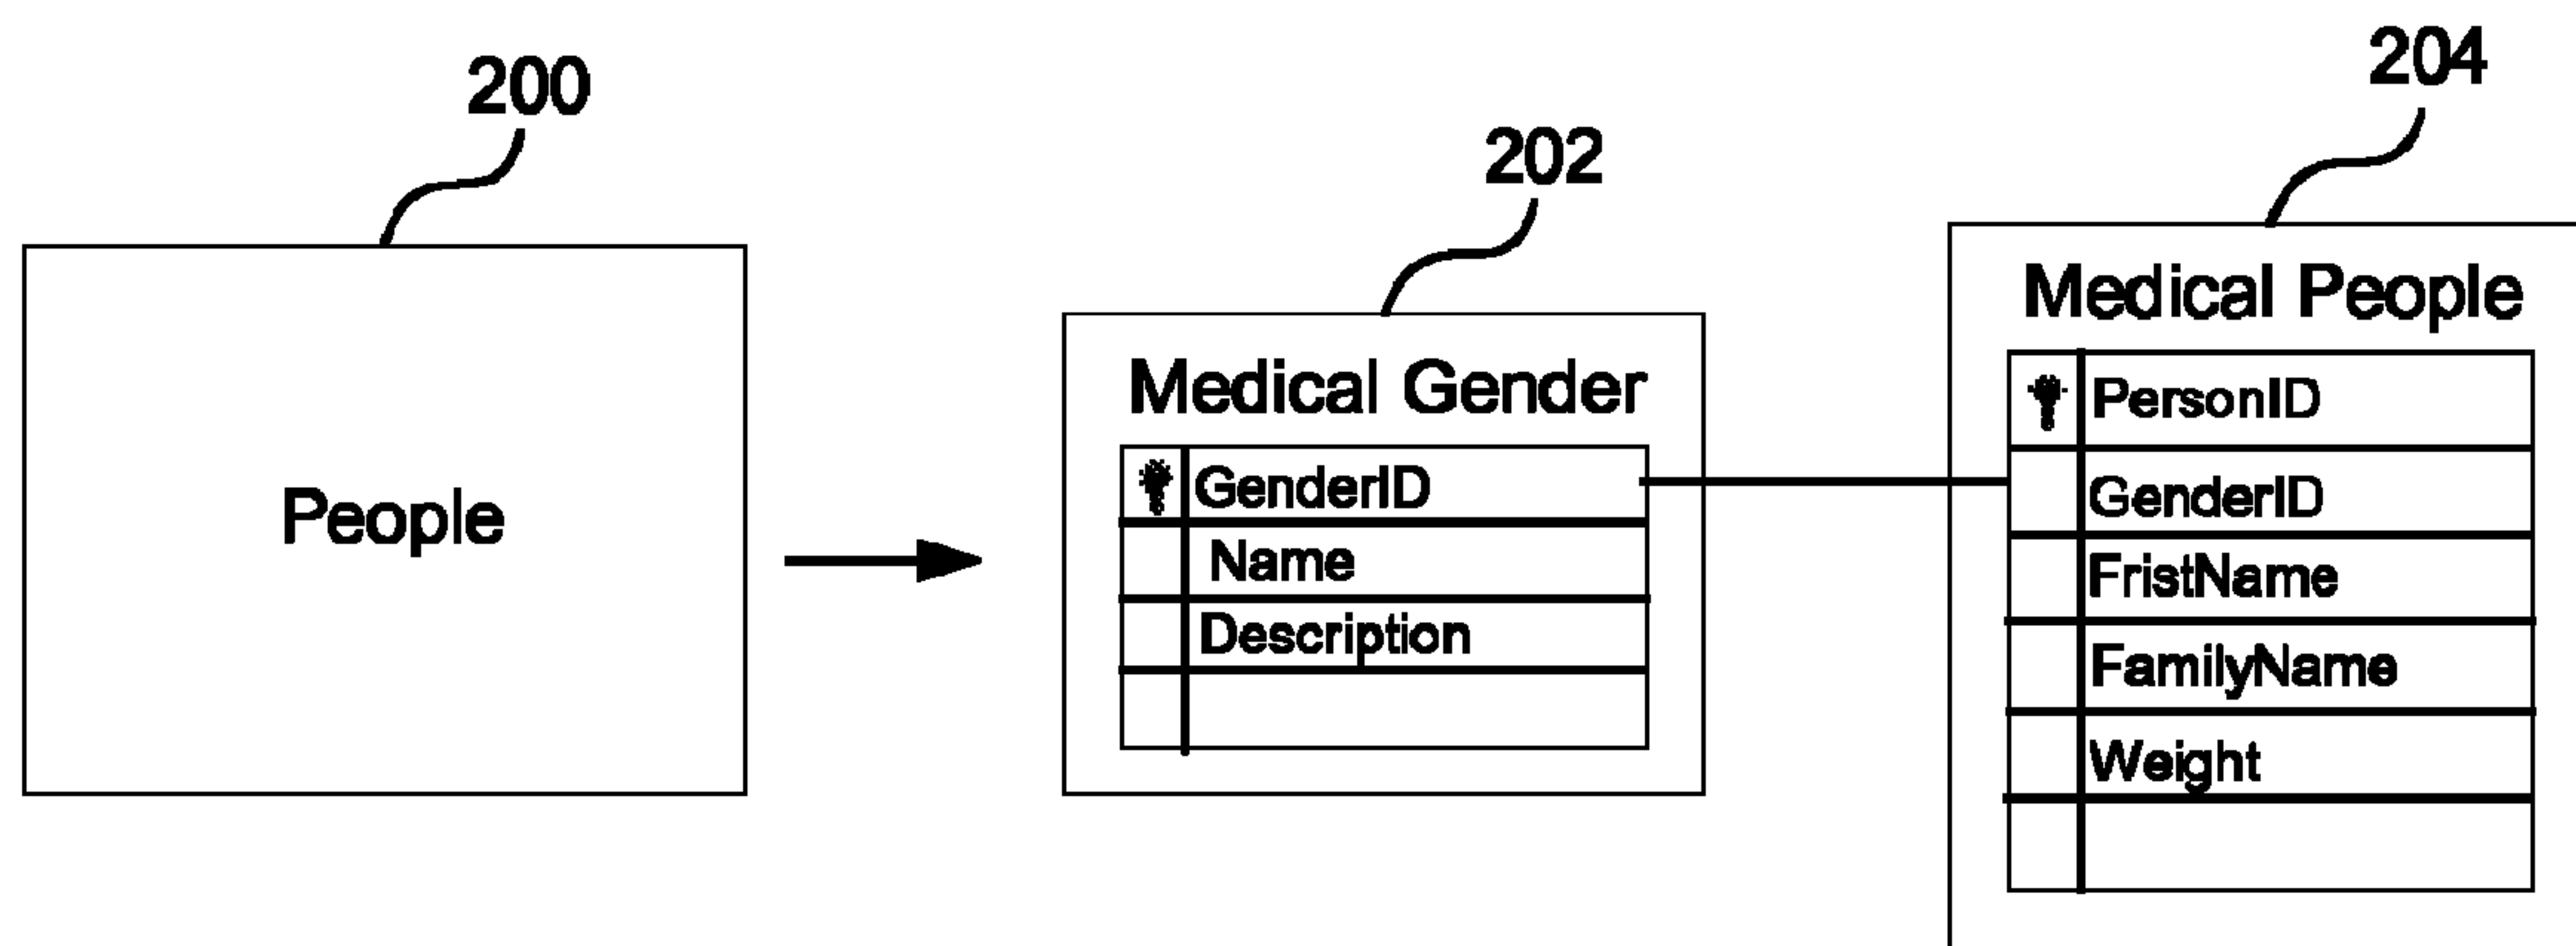 200
People
202
Medical Gender
GenderID
Name
Description
204
Medical People
PersonID
GenderID
FristName
FamilyName
Weight